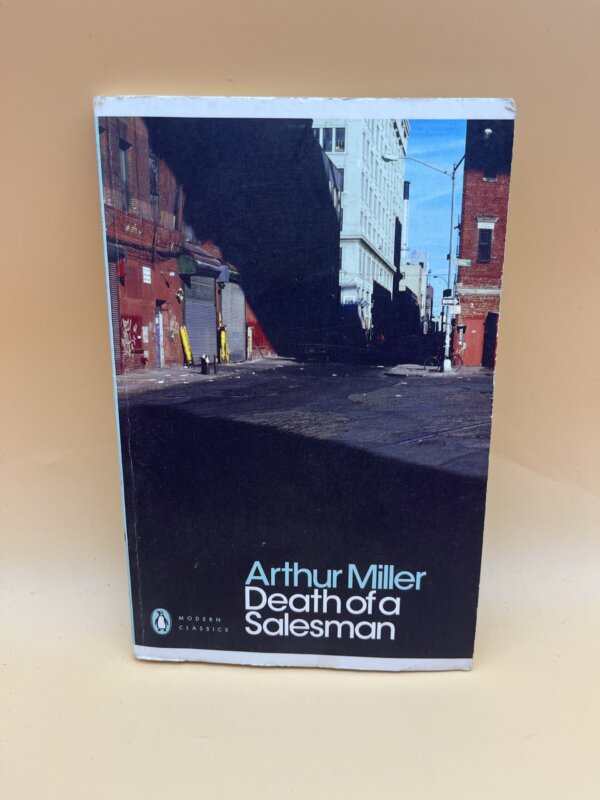 Arthur Miller
Death of a
Salesman
MODERN
CLASSICS